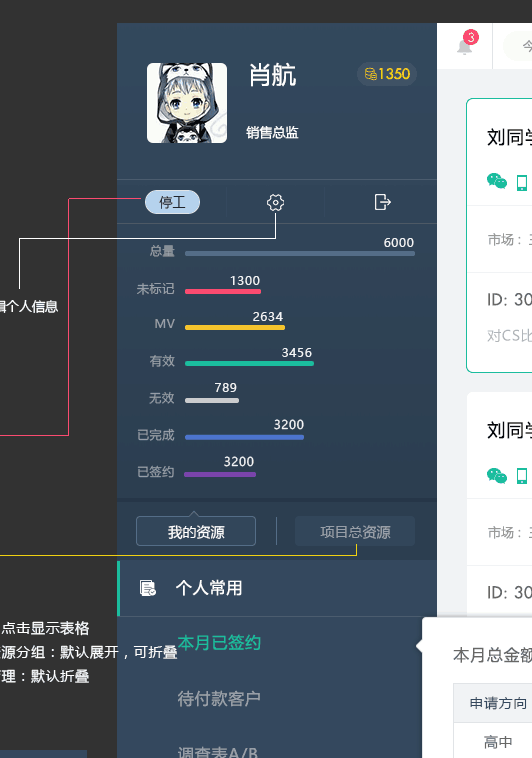 肖航
1350
销售总监
3
停工
总量 6000
未标记 1300
MV 2634
有效 3456
无效 789
已完成 3200
已签约 3200
我的资源 项目总资源
个人常用
本月已签约
待付款客户
调查表A/B
个人信息
点击显示表格
源分组：默认展开，可折叠
理：默认折叠
今
刘同学
市场：
ID: 30
对CS比
刘同学
市场：
ID: 30
本月总金额
申请方向
高中